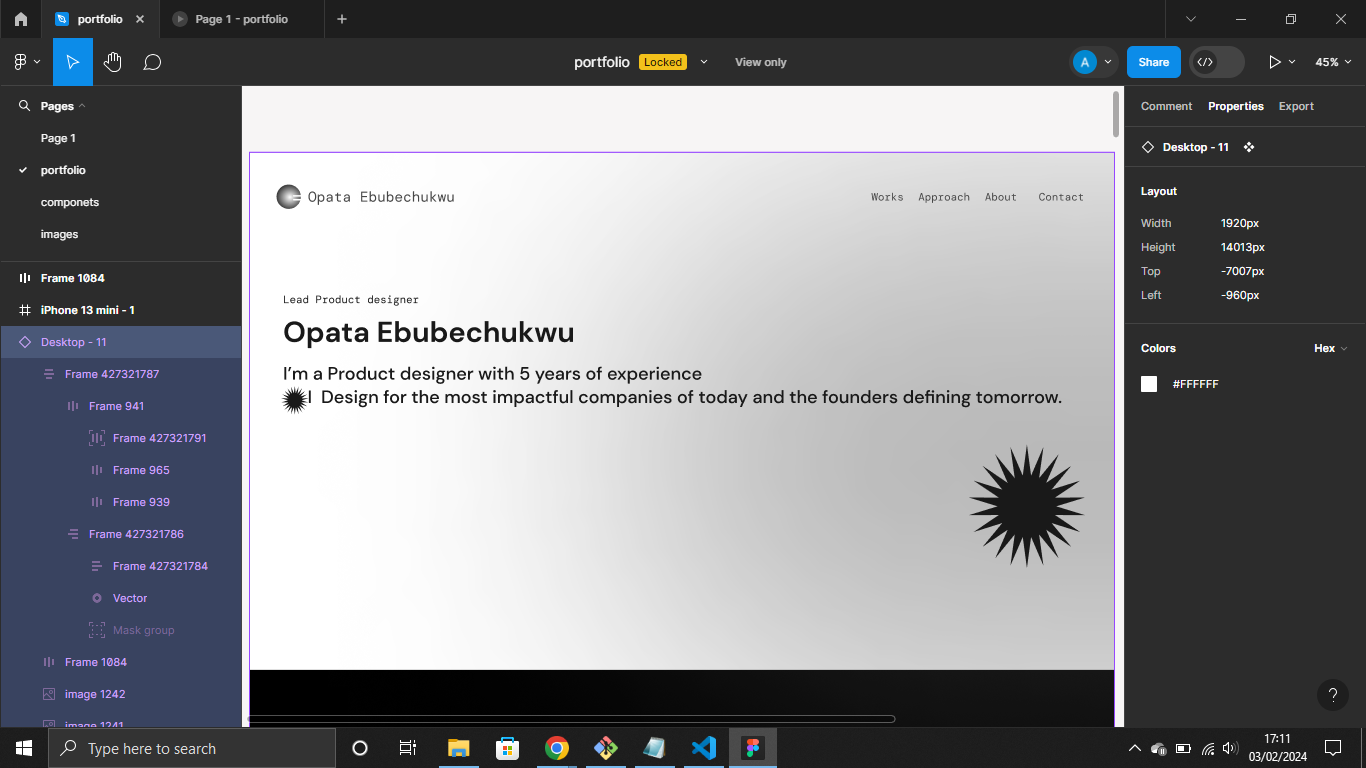 portfolio
Page 1 - portfolio
portfolio
Locked
View only
A
Share
45%
Pages
Page 1
portfolio
componets
images
Frame 1084
iPhone 13 mini - 1
Desktop - 11
Frame 427321787
Frame 941
Frame 427321791
Frame 965
Frame 939
Frame 427321786
Frame 427321784
Vector
Mask group
Frame 1084
image 1242
image 1241
Opata Ebubechukwu
Works Approach About Contact
Lead Product designer
Opata Ebubechukwu
I’m a Product designer with 5 years of experience
I Design for the most impactful companies of today and the founders defining tomorrow.
Comment Properties Export
Desktop - 11
Layout
Width 1920px
Height 14013px
Top -7007px
Left -960px
Colors Hex
#FFFFFF
?
Type here to search
17:11
03/02/2024